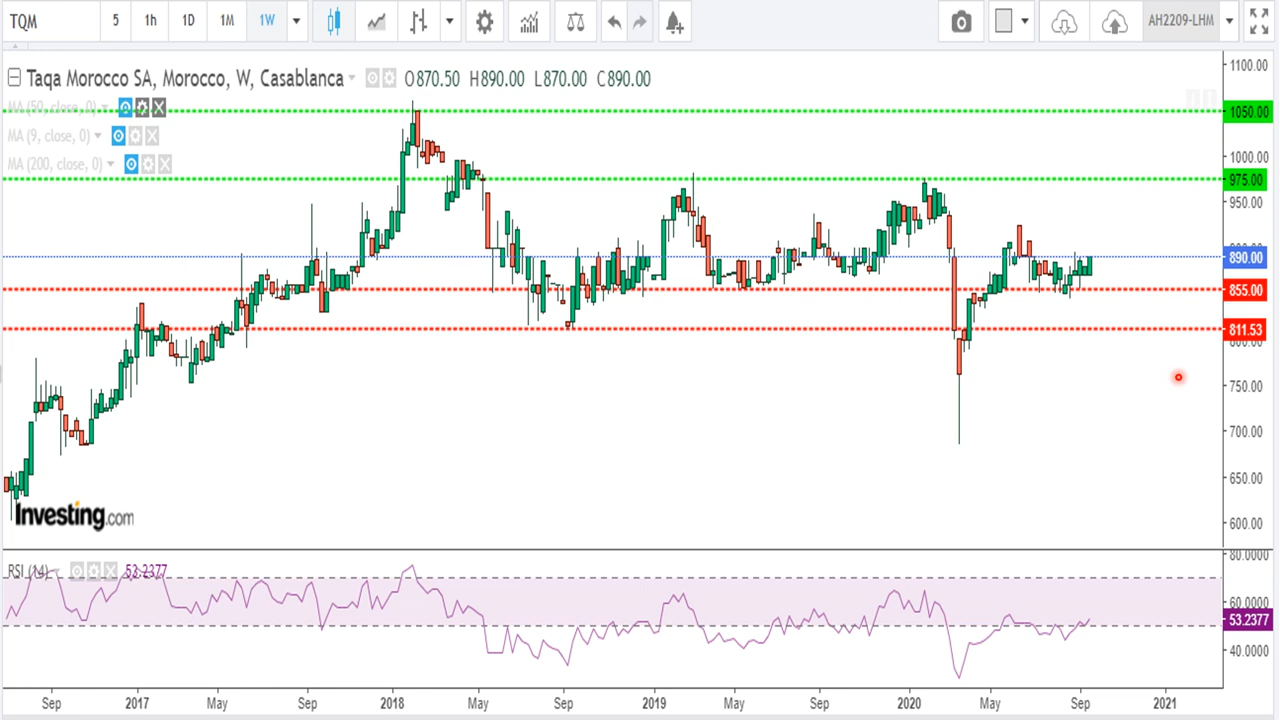 TQM 5 1h 1D 1M 1W AH2209-LHM
Taqa Morocco SA, Morocco, W, Casablanca O870.50 H890.00 L870.00 C890.00
MA (50, close, 0)
MA (9, close, 0)
MA (200, close, 0)
1100.00
1050.00
1000.00
975.00
950.00
900.00
890.00
855.00
811.53
800.00
750.00
700.00
650.00
600.00
Investing.com
RSI (14) 53.2377
80.0000
60.0000
53.2377
40.0000
Sep 2017 May Sep 2018 May Sep 2019 May Sep 2020 May Sep 2021